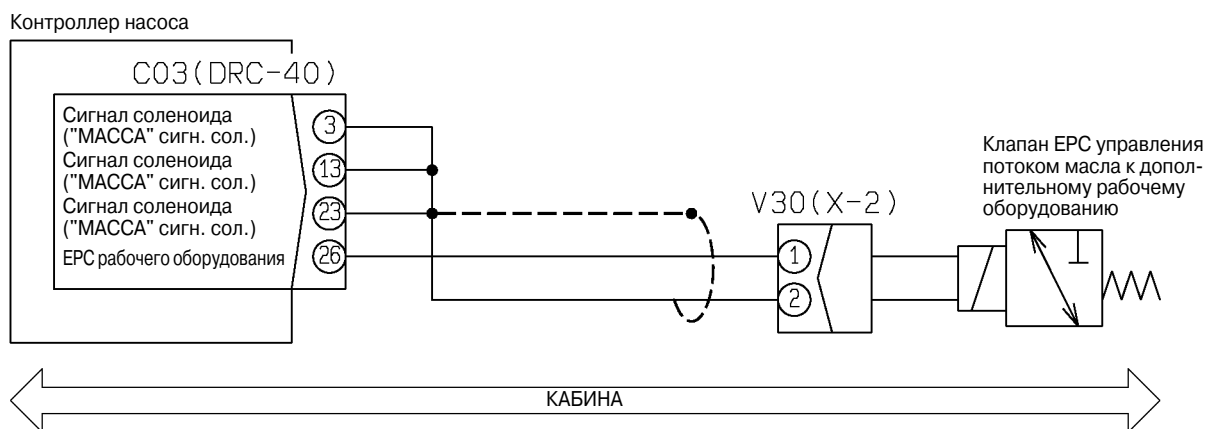 Контроллер насоса
C03(DRC-40)
Сигнал соленоида
("МАССА" сигн. сол.)
Сигнал соленоида
("МАССА" сигн. сол.)
Сигнал соленоида
("МАССА" сигн. сол.)
ЕРС рабочего оборудования
3
13
23
26
V30(X-2)
1
2
Клапан ЕРС управления
потоком масла к допол-
нительному рабочему
оборудованию
КАБИНА